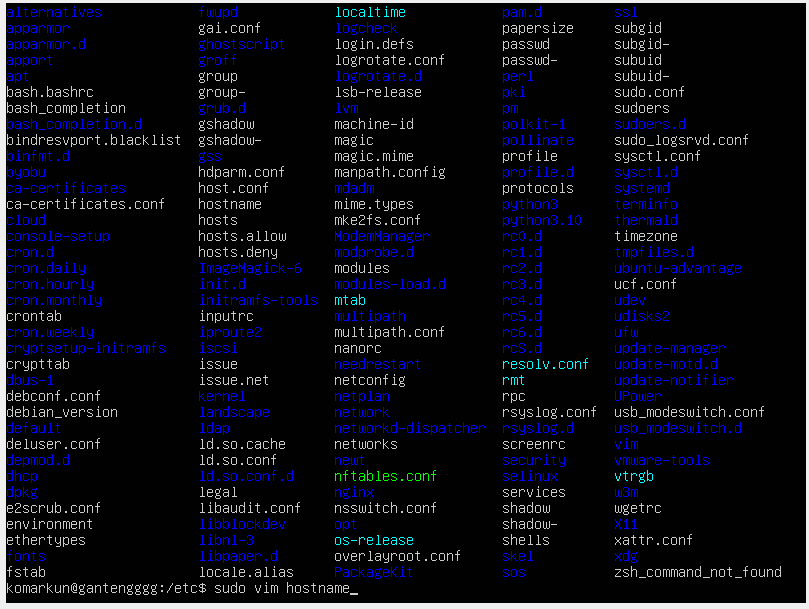 alternatives fwupd localtime pam.d ssl
apparmor gai.conf logcheck papersize subgid
apparmor.d ghostscript login.defs passwd subgid-
apport groff logrotate.conf passwd- subuid
apt group logrotate.d perl subuid-
bash.bashrc group- lsb-release pki sudo.conf
bash_completion grub.d lvm pm sudoers
bash_completion.d gshadow machine-id polkit-1 sudoers.d
bindresvport.blacklist gshadow- magic pollinate sudo_logsrvd.conf
binfmt.d gss magic.mime profile sysctl.conf
byobu hdparm.conf manpath.config profile.d sysctl.d
ca-certificates host.conf mdadm protocols systemd
ca-certificates.conf hostname mime.types python3 terminfo
cloud hosts mke2fs.conf python3.10 thermald
console-setup hosts.allow ModemManager rc0.d timezone
cron.d hosts.deny modprobe.d rc1.d tmpfiles.d
cron.daily ImageMagick-6 modules rc2.d ubuntu-advantage
cron.hourly init.d modules-load.d rc3.d ucf.conf
cron.monthly initramfs-tools mtab rc4.d udev
crontab inputrc multipath rc5.d udisks2
cron.weekly iproute2 multipath.conf rc6.d ufw
cryptsetup-initramfs iscsi nanorc rcS.d update-manager
crypttab issue needrestart resolv.conf update-motd.d
dbus-1 issue.net netconfig rmt update-notifier
debconf.conf kernel netplan rpc UPower
debian_version landscape network rsyslog.conf usb_modeswitch.conf
default ldap networkd-dispatcher rsyslog.d usb_modeswitch.d
deluser.conf ld.so.cache networks screenrc vim
depmod.d ld.so.conf newt security vmware-tools
dhcp ld.so.conf.d nftables.conf selinux vtrgb
dpkg legal nginx services w3m
e2scrub.conf libaudit.conf nsswitch.conf shadow wgetrc
environment libblockdev opt shadow- X11
ethertypes libnl-3 os-release shells xattr.conf
fonts libpaper.d overlayroot.conf skel xdg
fstab locale.alias PackageKit sos zsh_command_not_found
komarkun@gantengggg:/etc$ sudo vim hostname_